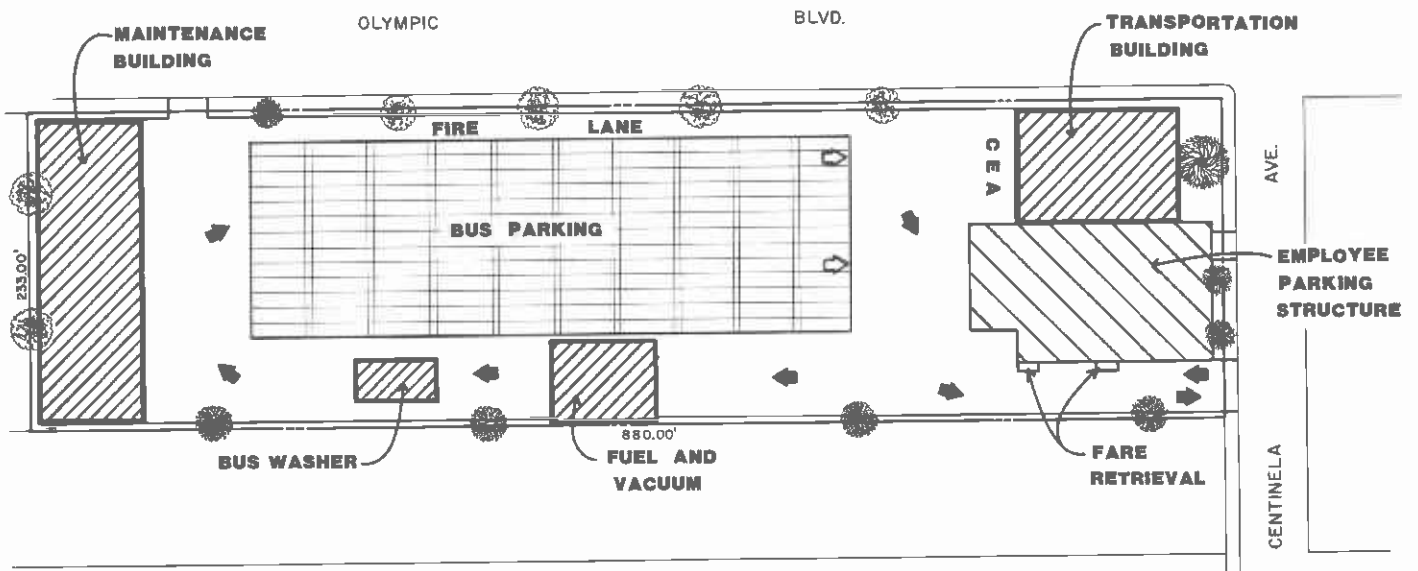 OLYMPIC BLVD.
MAINTENANCE
BUILDING
TRANSPORTATION
BUILDING
FIRE LANE
CEA
AVE.
BUS PARKING
233.00'
EMPLOYEE
PARKING
STRUCTURE
880.00'
BUS WASHER
FUEL AND
VACUUM
FARE
RETRIEVAL
CENTINELA